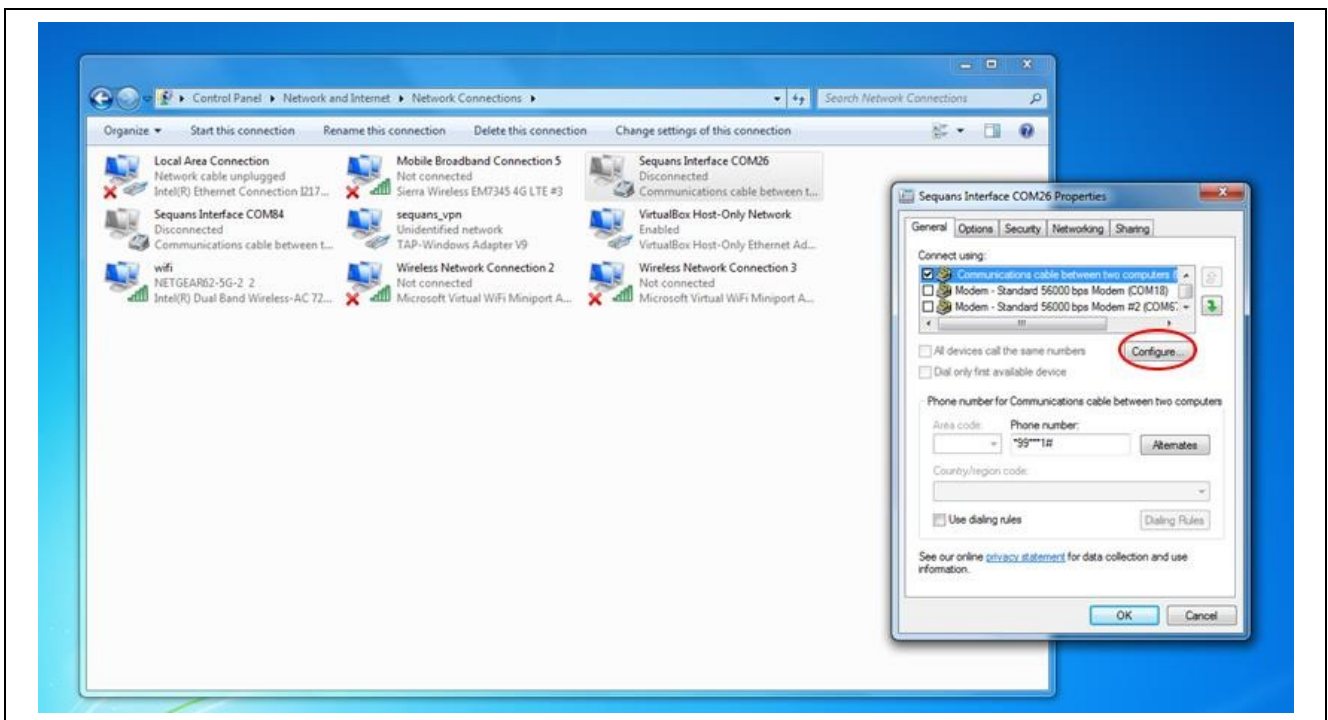 Control Panel ▸ Network and Internet ▸ Network Connections ▸
Search Network Connections
Organize ▾ Start this connection Rename this connection Delete this connection Change settings of this connection
Local Area Connection
Network cable unplugged
Intel(R) Ethernet Connection I217...
Mobile Broadband Connection 5
Not connected
Sierra Wireless EM7345 4G LTE #3
Sequans Interface COM26
Disconnected
Communications cable between t...
Sequans Interface COM84
Disconnected
Communications cable between t...
sequans_vpn
Unidentified network
TAP-Windows Adapter V9
VirtualBox Host-Only Network
Enabled
VirtualBox Host-Only Ethernet Ad...
wifi
NETGEAR62-5G-2 2
Intel(R) Dual Band Wireless-AC 72...
Wireless Network Connection 2
Not connected
Microsoft Virtual WiFi Miniport A...
Wireless Network Connection 3
Not connected
Microsoft Virtual WiFi Miniport A...
Sequans Interface COM26 Properties
General Options Security Networking Sharing
Connect using:
Communications cable between two computers
Modem - Standard 56000 bps Modem (COM18)
Modem - Standard 56000 bps Modem #2
All devices call the same numbers
Configure...
Dial only first available device
Phone number for Communications cable between two computers
Area code: Phone number:
*99***1#
Alternates
Country/region code:
Use dialing rules
Dialing Rules
See our online privacy statement for data collection and use
information.
OK Cancel